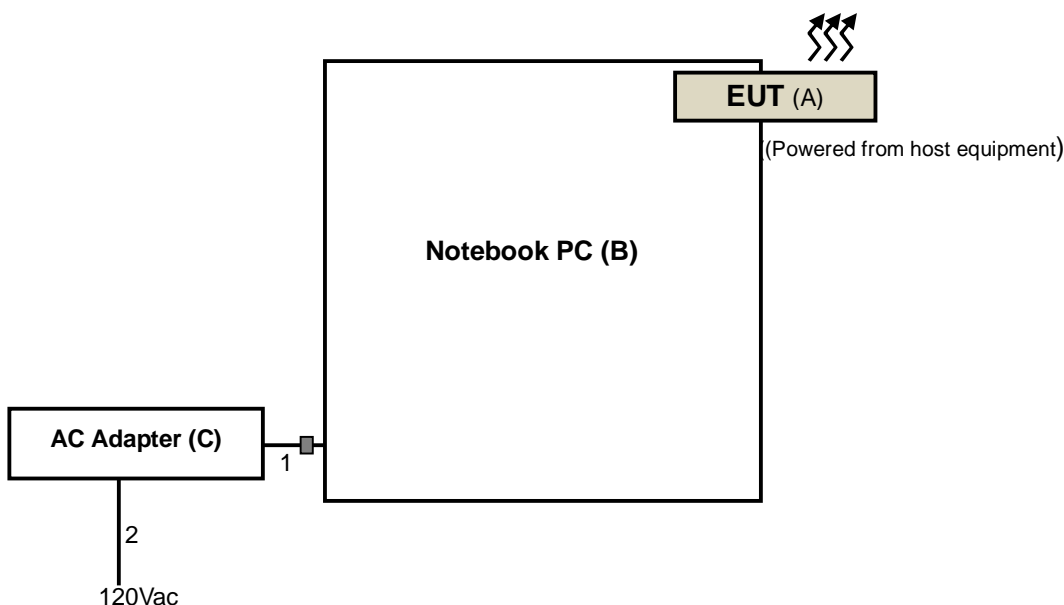 EUT (A)
((Powered from host equipment)
Notebook PC (B)
AC Adapter (C)
1
2
120Vac